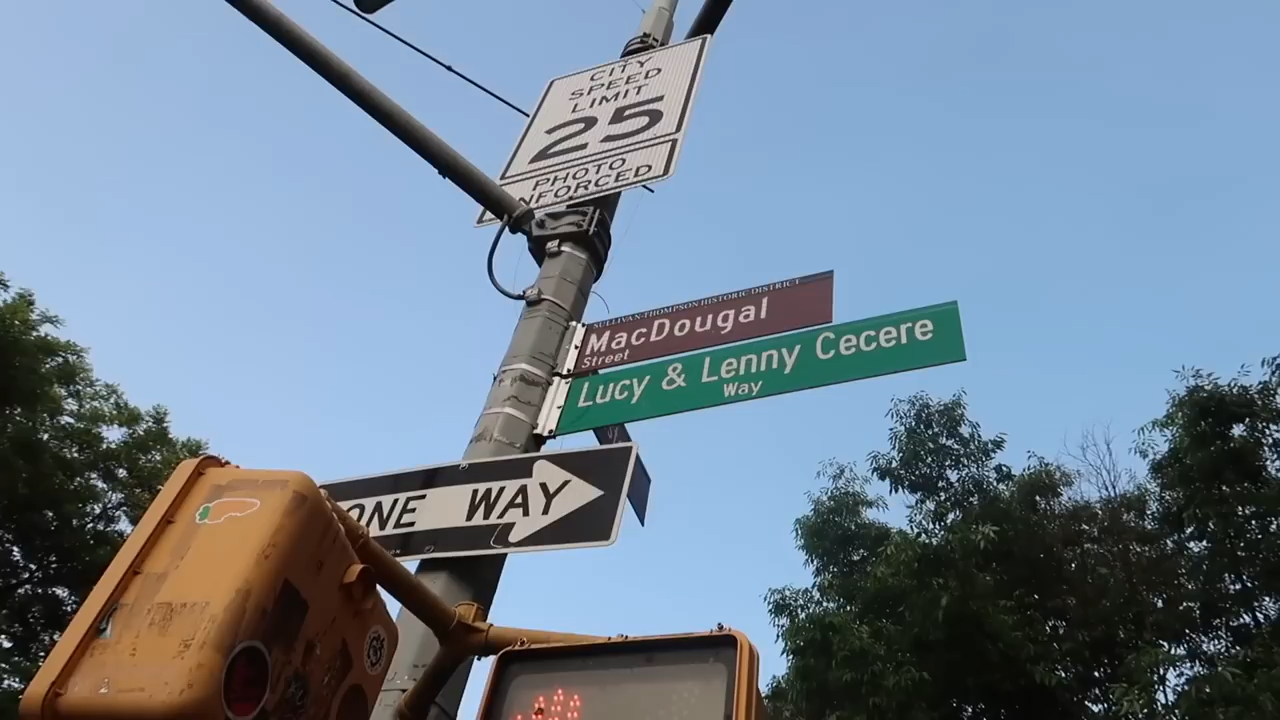 CITY
SPEED
LIMIT
25
PHOTO
ENFORCED
SULLIVAN-THOMPSON HISTORIC DISTRICT
MacDougal
Street
Lucy & Lenny Cecere
Way
ONE WAY